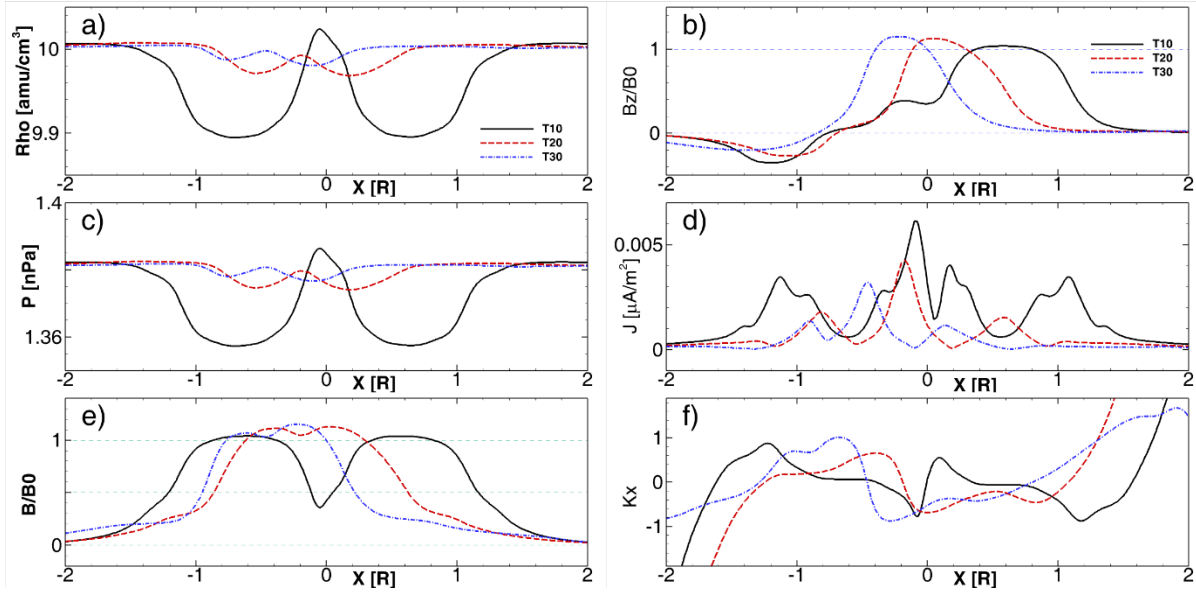 a)
Rho [amu/cm³]
10
9.9
T10
T20
T30
-2 -1 0 1 2
X [R]
b)
Bz/B0
1
0
T10
T20
T30
-2 -1 0 1 2
X [R]
c)
P [nPa]
1.4
1.36
-2 -1 0 1 2
X [R]
d)
J [μA/m²]
0.005
0
-2 -1 0 1 2
X [R]
e)
B/B0
1
0
-2 -1 0 1 2
X [R]
f)
Kx
1
0
-1
-2 -1 0 1 2
X [R]